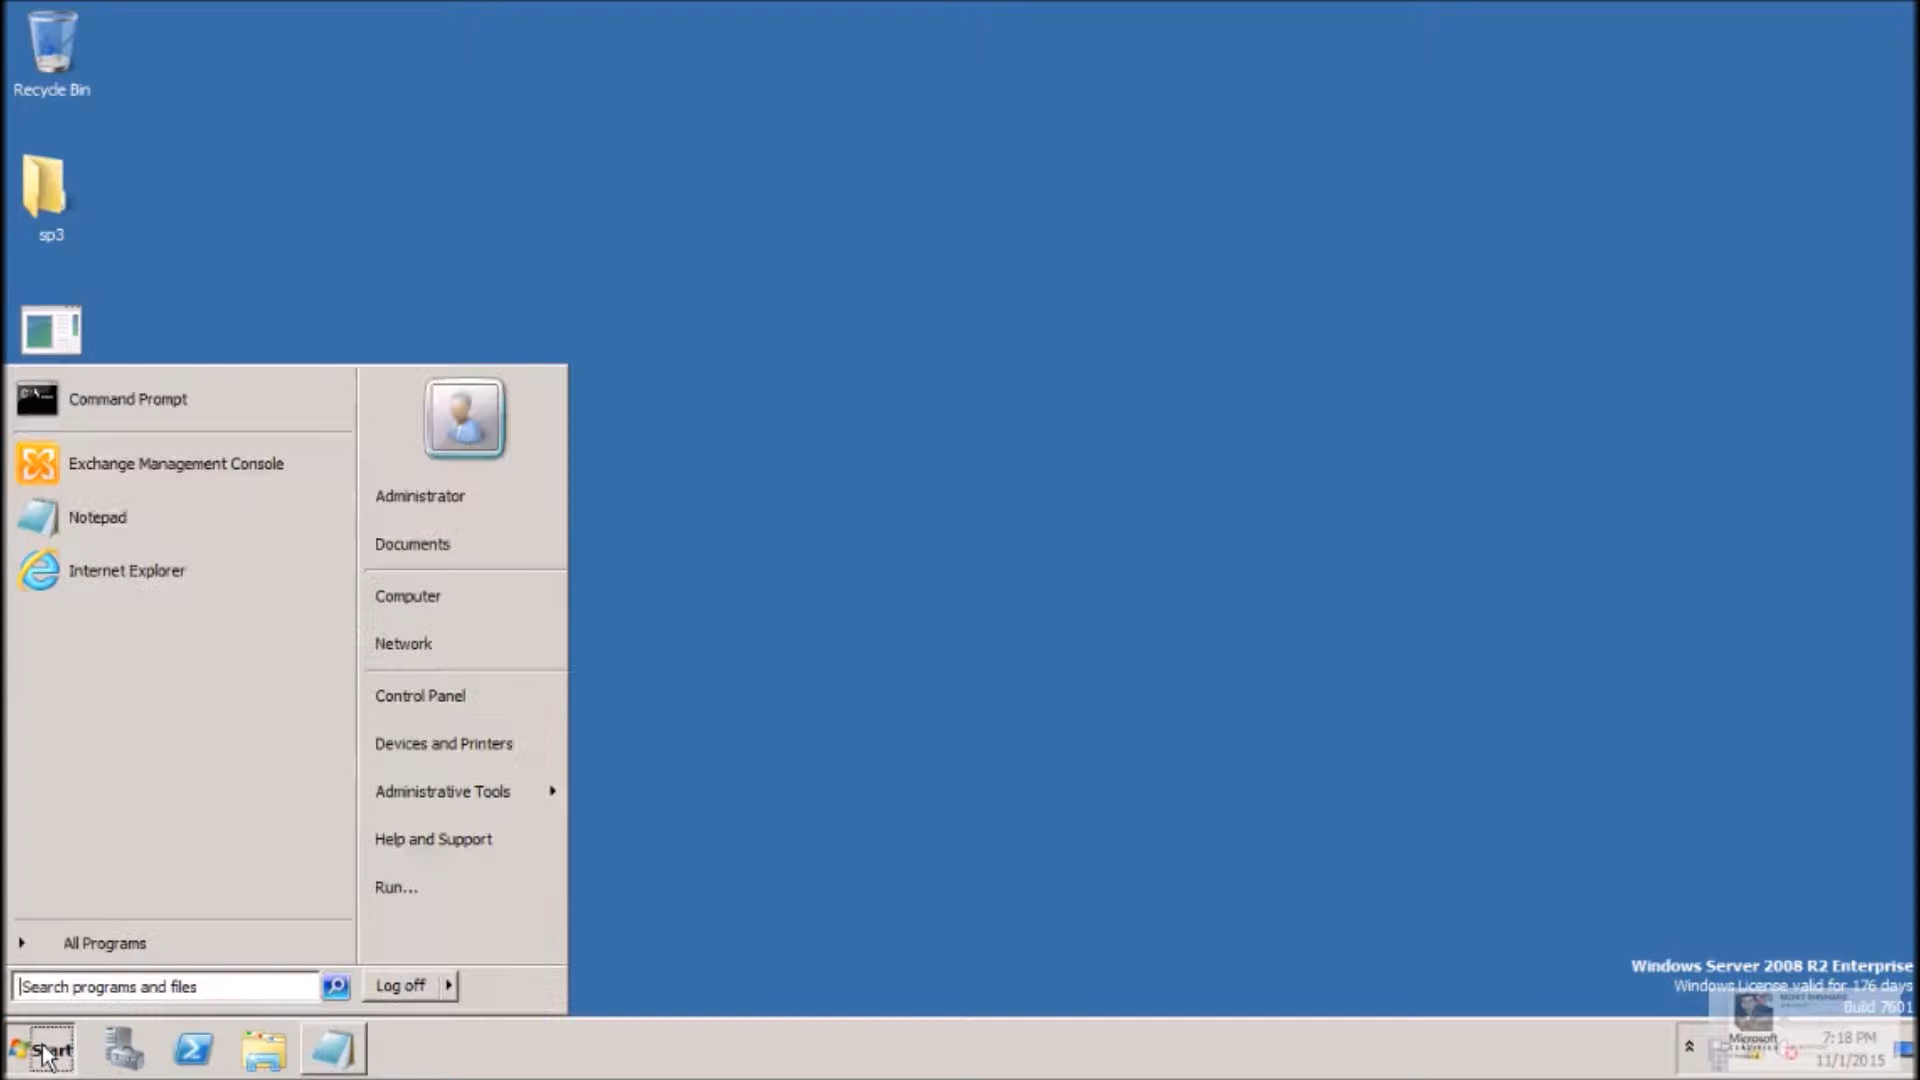 Recycle Bin
sp3
Command Prompt
Exchange Management Console
Notepad
Internet Explorer
All Programs
Search programs and files
Administrator
Documents
Computer
Network
Control Panel
Devices and Printers
Administrative Tools
Help and Support
Run...
Log off
Start
Windows Server 2008 R2 Enterprise
Windows License valid for 176 days
Build 7601
Microsoft
7:18 PM
11/1/2015